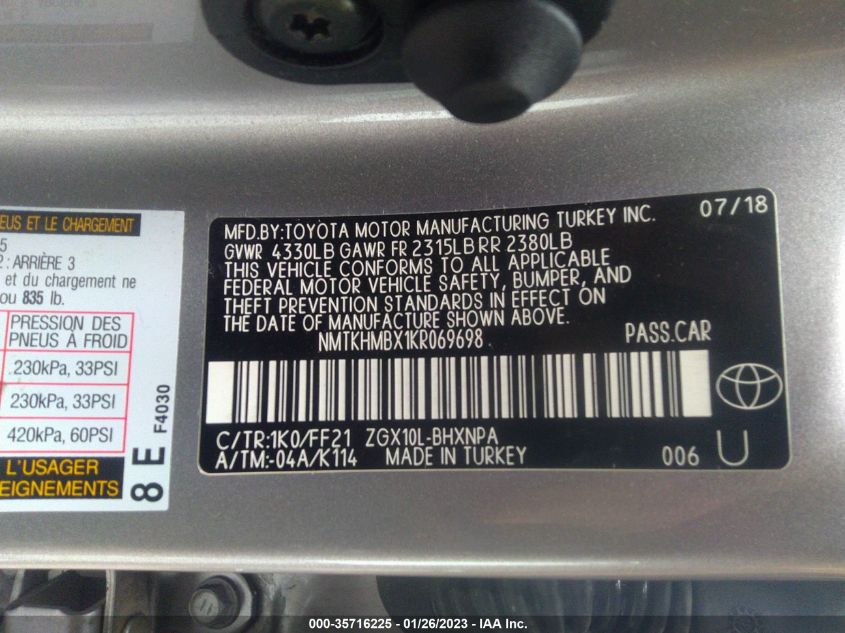 EUS ET LE CHARGEMENT
5
2: ARRIÈRE 3
et du chargement ne
ou 835 lb.
PRESSION DES
PNEUS À FROID
230kPa, 33PSI
230kPa, 33PSI
420kPa, 60PSI
L'USAGER
EIGNEMENTS
8 E
F4030
MFD.BY:TOYOTA MOTOR MANUFACTURING TURKEY INC. 07/18
GVWR 4330LB GAWR FR 2315LB RR 2380LB
THIS VEHICLE CONFORMS TO ALL APPLICABLE
FEDERAL MOTOR VEHICLE SAFETY, BUMPER, AND
THEFT PREVENTION STANDARDS IN EFFECT ON
THE DATE OF MANUFACTURE SHOWN ABOVE.
NMTKHMBX1KR069698 PASS.CAR
C/TR:1K0/FF21 ZGX10L-BHXNPA
A/TM:-04A/K114 MADE IN TURKEY 006 U
000-35716225 - 01/26/2023 - IAA Inc.